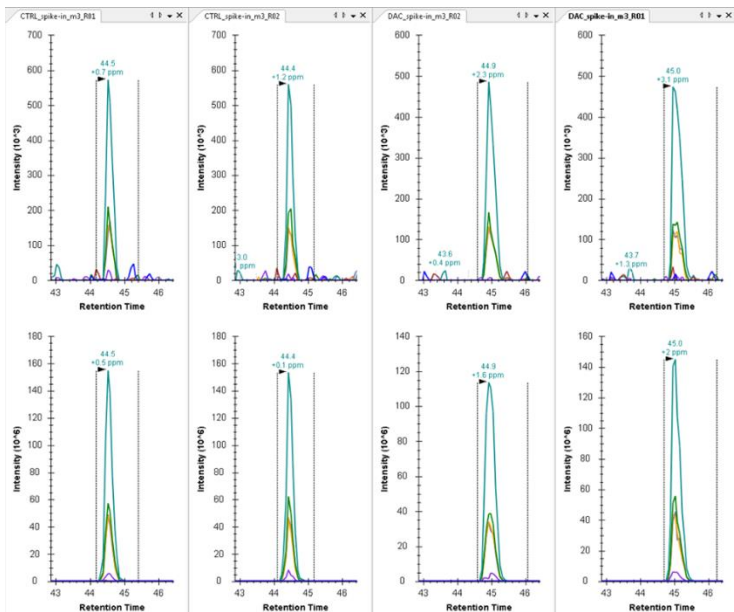 CTRL_spike-in_m3_R01
CTRL_spike-in_m3_R02
DAC_spike-in_m3_R02
DAC_spike-in_m3_R01
Intensity (10^3)
700
600
500
400
300
200
100
0
44.5
+0.7 ppm
43 44 45 46
Retention Time
Intensity (10^3)
700
600
500
400
300
200
100
0
44.4
+1.2 ppm
3.0
ppm
43 44 45 46
Retention Time
Intensity (10^3)
600
500
400
300
200
100
0
44.9
+2.3 ppm
43.6
+0.4 ppm
43 44 45 46
Retention Time
Intensity (10^3)
600
500
400
300
200
100
0
45.0
+3.1 ppm
43.7
+1.3 ppm
43 44 45 46
Retention Time
Intensity (10^6)
180
160
140
120
100
80
60
40
20
0
44.5
+0.5 ppm
43 44 45 46
Retention Time
Intensity (10^6)
180
160
140
120
100
80
60
40
20
0
44.4
+0.1 ppm
43 44 45 46
Retention Time
Intensity (10^6)
140
120
100
80
60
40
20
0
44.9
+1.6 ppm
43 44 45 46
Retention Time
Intensity (10^6)
160
140
120
100
80
60
40
20
0
45.0
+2 ppm
43 44 45 46
Retention Time